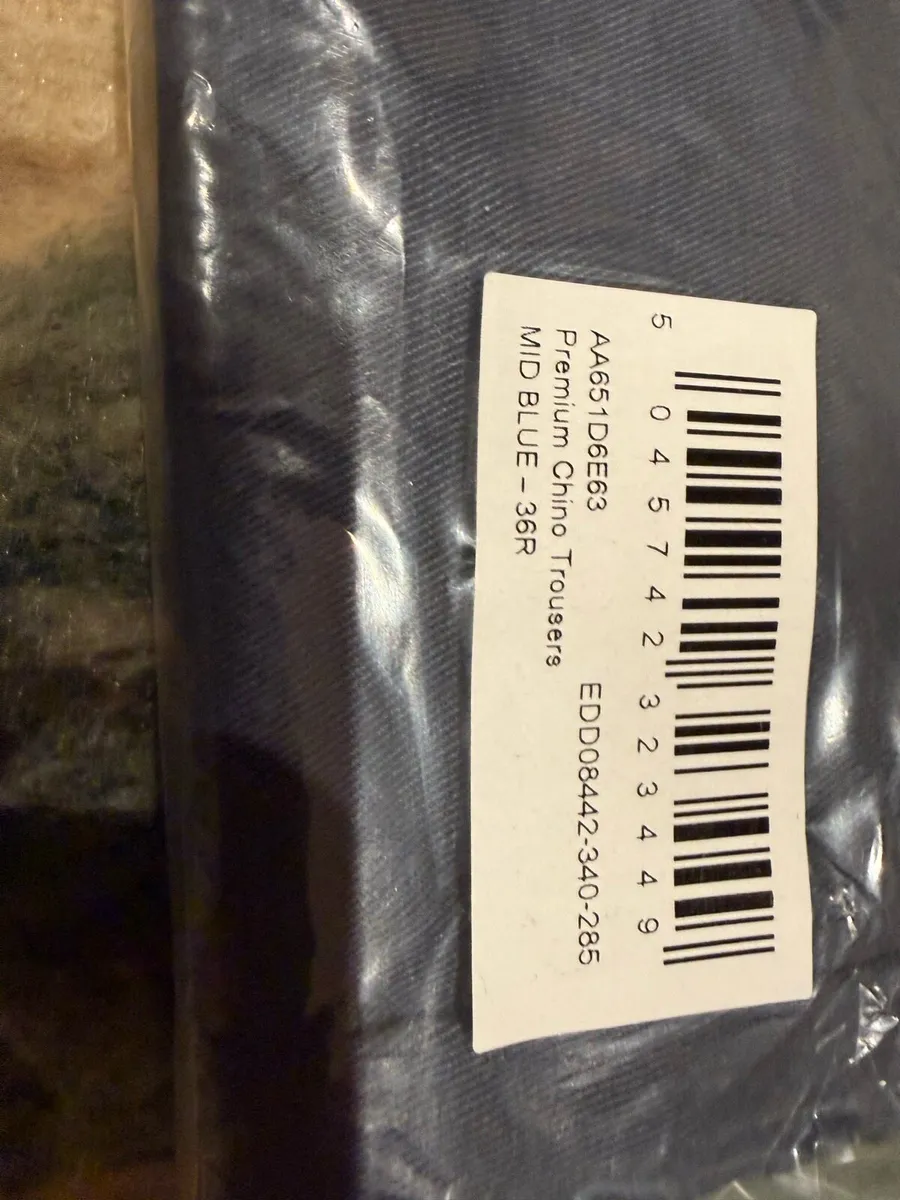 5 045742 323449
AA651D6E63 EDD08442-340-285
Premium Chino Trousers
MID BLUE - 36R